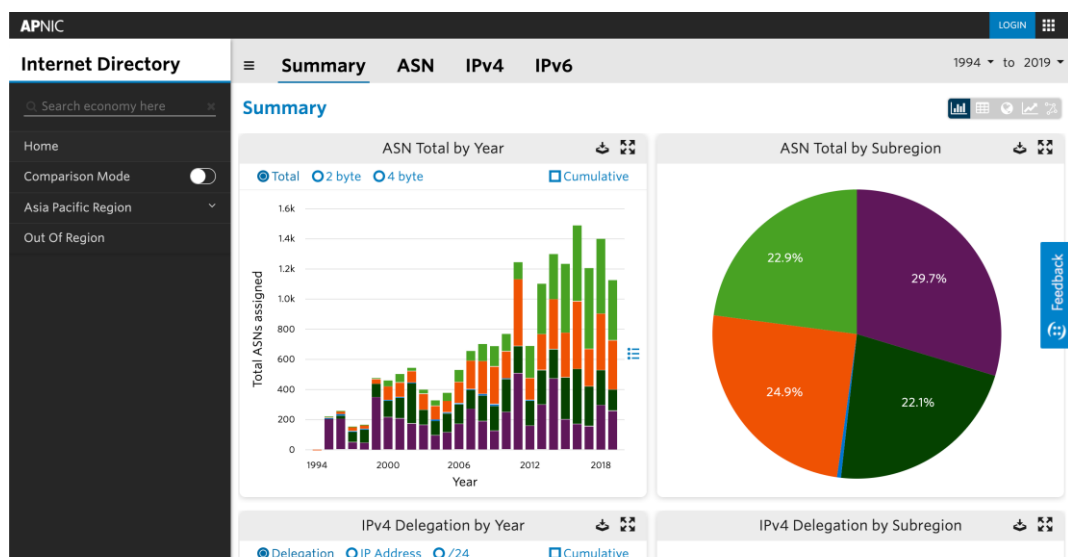 APNIC
LOGIN
Internet Directory
Summary ASN IPv4 IPv6
1994 to 2019
Search economy here
Home
Comparison Mode
Asia Pacific Region
Out Of Region
Summary
ASN Total by Year
Total 2 byte 4 byte Cumulative
Total ASNs assigned
1.6k
1.4k
1.2k
1.0k
800
600
400
200
0
1994 2000 2006 2012 2018
Year
ASN Total by Subregion
22.9%
29.7%
24.9%
22.1%
Feedback
IPv4 Delegation by Year
Delegation IP Address /24 Cumulative
IPv4 Delegation by Subregion